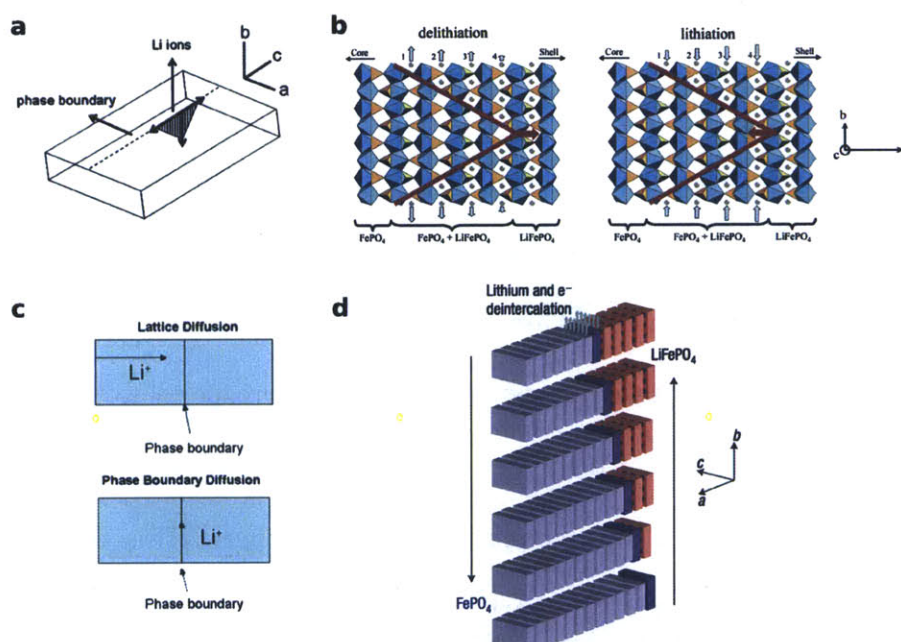 a
Li ions
phase boundary
b
c
a
b
delithiation
Core
1
2
3
4
Shell
FePO₄
FePO₄ + LiFePO₄
LiFePO₄
lithiation
Core
1
2
3
4
Shell
FePO₄
FePO₄ + LiFePO₄
LiFePO₄
b
c
c
Lattice Diffusion
Li⁺
Phase boundary
Phase Boundary Diffusion
Li⁺
Phase boundary
d
Lithium and e⁻
deintercalation
LiFePO₄
FePO₄
b
c
a